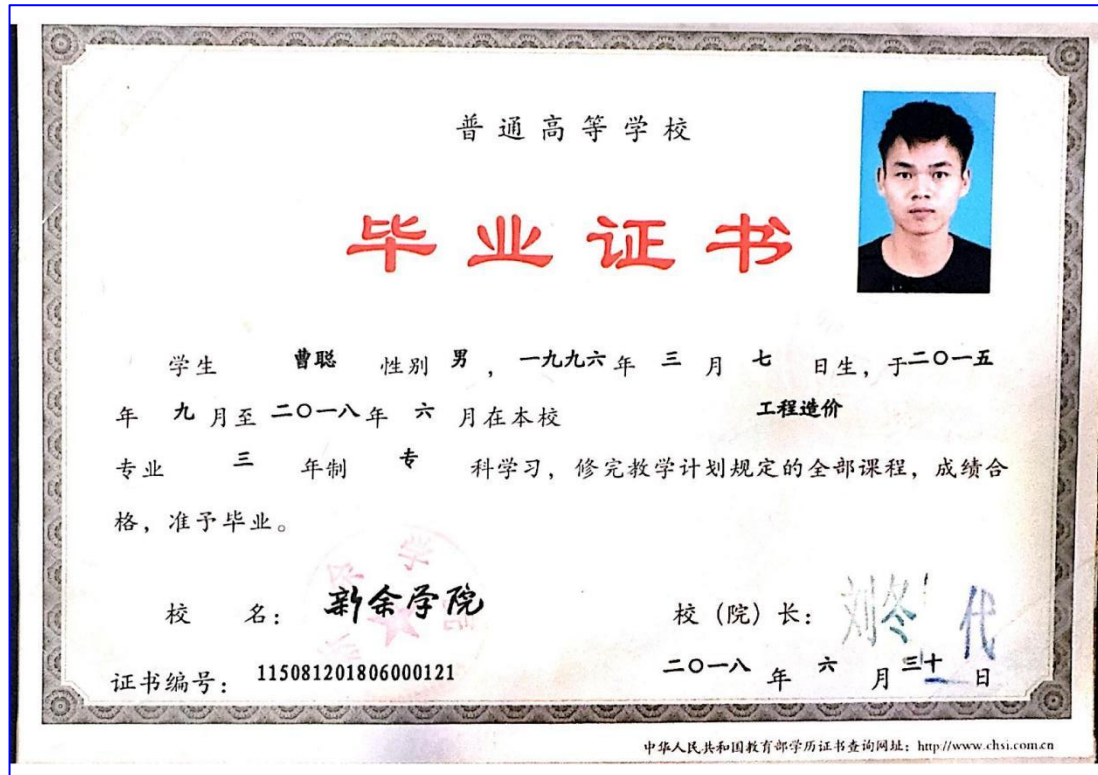 普通高等学校
毕业证书
学生 曹聪 性别 男，一九九六年 三 月 七 日生，于二〇一五
年 九 月至 二〇一八年 六 月在本校 工程造价
专业 三 年制 专 科学习，修完教学计划规定的全部课程，成绩合
格，准予毕业。
校 名：新余学院 校（院）长：刘冬 代
证书编号：115081201806000121 二〇一八 年 六 月 三十 日
中华人民共和国教育部学历证书查询网址：http://www.chsi.com.cn